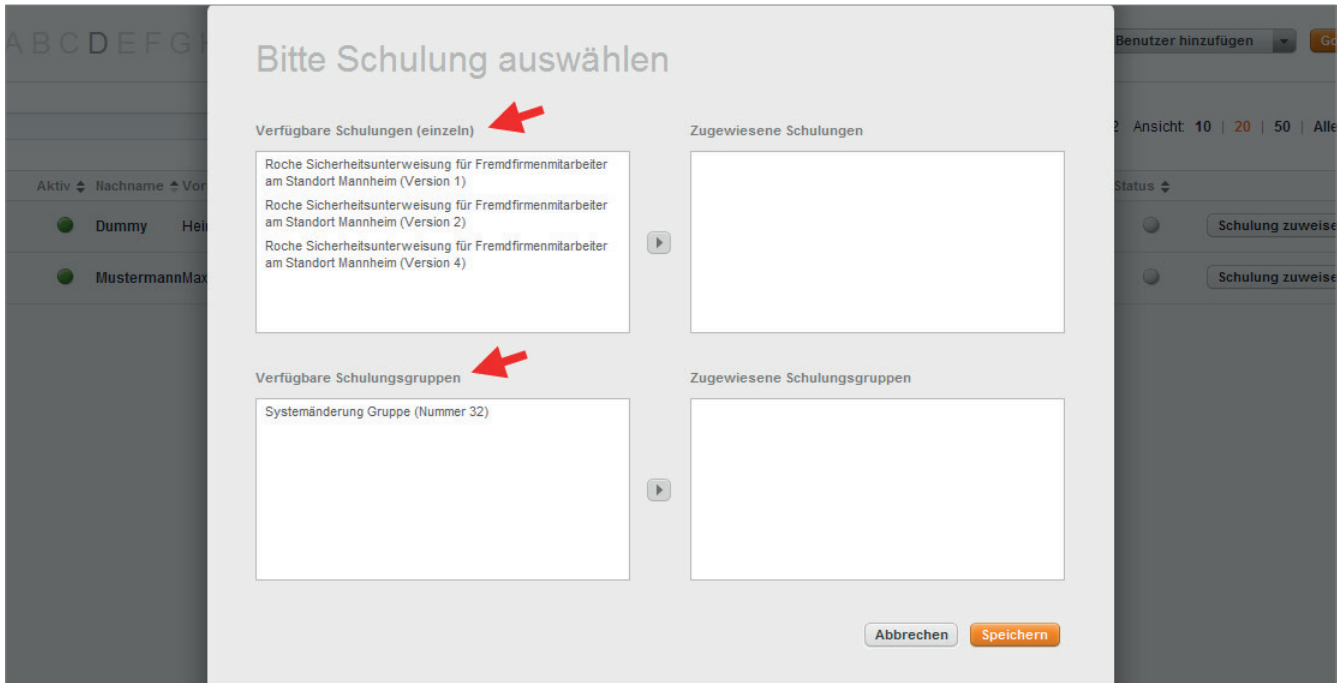 A B C D E F G
Benutzer hinzufügen
Bitte Schulung auswählen
Verfügbare Schulungen (einzeln)
Zugewiesene Schulungen
2 Ansicht: 10 | 20 | 50 | Alle
Roche Sicherheitsunterweisung für Fremdfirmenmitarbeiter
am Standort Mannheim (Version 1)
Roche Sicherheitsunterweisung für Fremdfirmenmitarbeiter
am Standort Mannheim (Version 2)
Roche Sicherheitsunterweisung für Fremdfirmenmitarbeiter
am Standort Mannheim (Version 4)
Aktiv Nachname Vor
Status
Dummy Hei
Schulung zuweise
MustermannMax
Schulung zuweise
Verfügbare Schulungsgruppen
Zugewiesene Schulungsgruppen
Systemänderung Gruppe (Nummer 32)
Abbrechen
Speichern